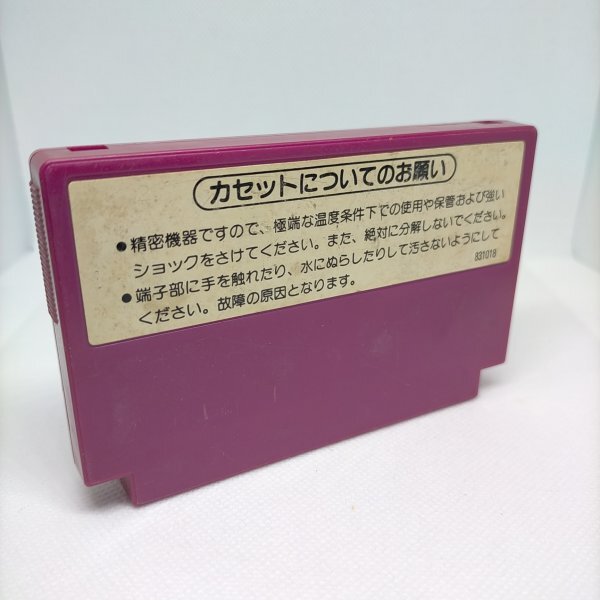 カセットについてのお願い
●精密機器ですので、極端な温度条件下での使用や保管および強い
ショックをさけてください。また、絶対に分解しないでください。
●端子部に手を触れたり、水にぬらしたりして汚さないようにして
ください。故障の原因となります。
831018